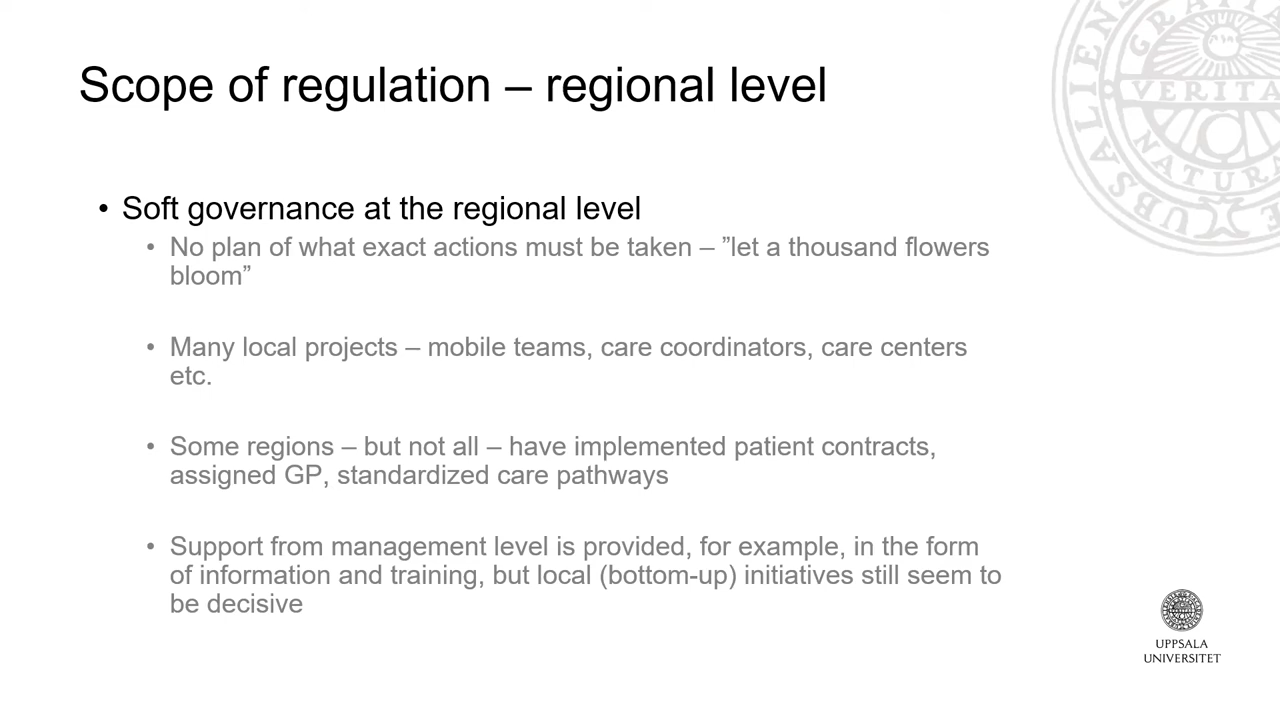 Scope of regulation – regional level
• Soft governance at the regional level
• No plan of what exact actions must be taken – ”let a thousand flowers
bloom”
• Many local projects – mobile teams, care coordinators, care centers
etc.
• Some regions – but not all – have implemented patient contracts,
assigned GP, standardized care pathways
• Support from management level is provided, for example, in the form
of information and training, but local (bottom-up) initiatives still seem to
be decisive
UPPSALA
UNIVERSITET
VERITA
NATURA